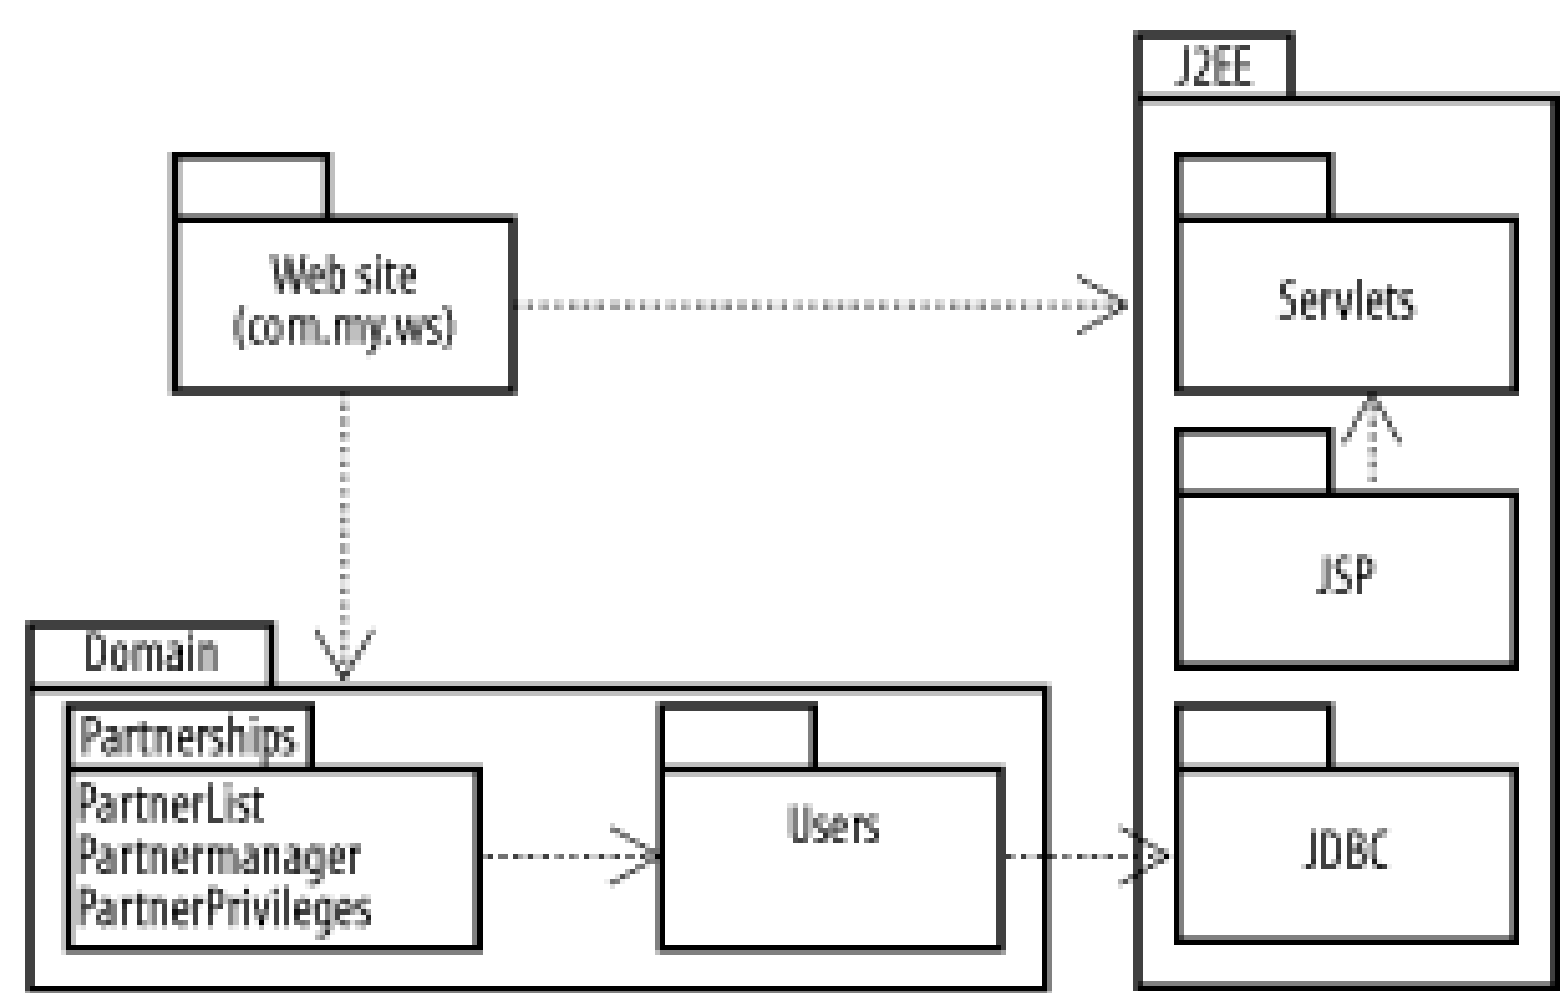 J2EE
Web site
(com.my.ws)
Servlets
JSP
Domain
Partnerships
PartnerList
Partnermanager
PartnerPrivileges
Users
JDBC